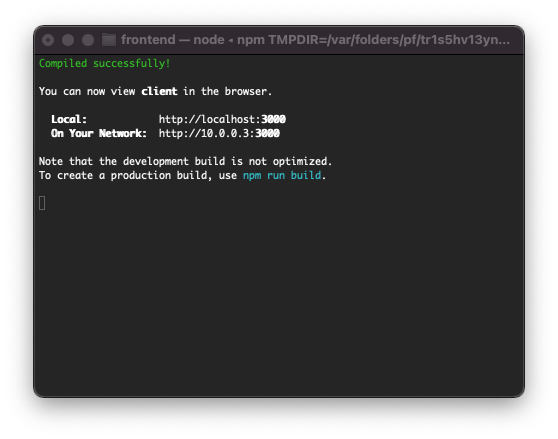 frontend — node ◂ npm TMPDIR=/var/folders/pf/tr1s5hv13yn...
Compiled successfully!
You can now view client in the browser.
Local: http://localhost:3000
On Your Network: http://10.0.0.3:3000
Note that the development build is not optimized.
To create a production build, use npm run build.